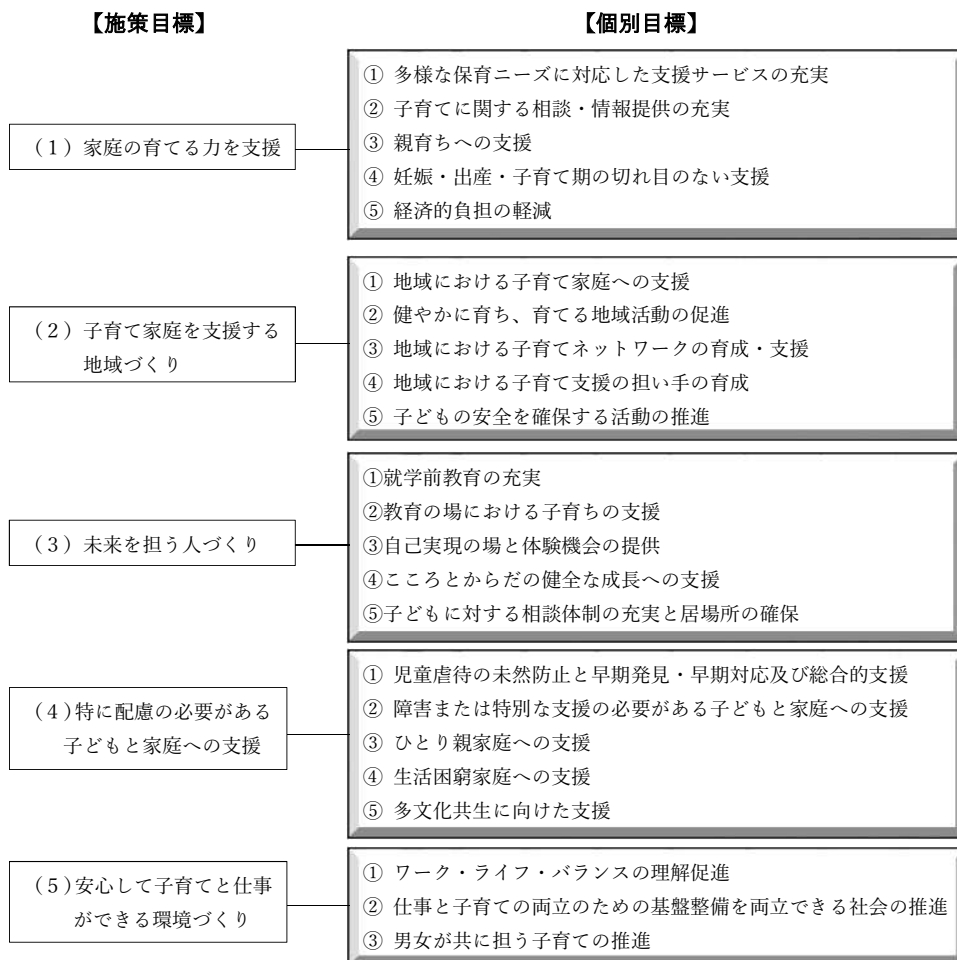 【施策目標】
【個別目標】
（１）家庭の育てる力を支援
① 多様な保育ニーズに対応した支援サービスの充実
② 子育てに関する相談・情報提供の充実
③ 親育ちへの支援
④ 妊娠・出産・子育て期の切れ目のない支援
⑤ 経済的負担の軽減
（２）子育て家庭を支援する
地域づくり
① 地域における子育て家庭への支援
② 健やかに育ち、育てる地域活動の促進
③ 地域における子育てネットワークの育成・支援
④ 地域における子育て支援の担い手の育成
⑤ 子どもの安全を確保する活動の推進
（３）未来を担う人づくり
①就学前教育の充実
②教育の場における子育ちの支援
③自己実現の場と体験機会の提供
④こころとからだの健全な成長への支援
⑤子どもに対する相談体制の充実と居場所の確保
（４）特に配慮の必要がある
子どもと家庭への支援
① 児童虐待の未然防止と早期発見・早期対応及び総合的支援
② 障害または特別な支援の必要がある子どもと家庭への支援
③ ひとり親家庭への支援
④ 生活困窮家庭への支援
⑤ 多文化共生に向けた支援
（５）安心して子育てと仕事
ができる環境づくり
① ワーク・ライフ・バランスの理解促進
② 仕事と子育ての両立のための基盤整備を両立できる社会の推進
③ 男女が共に担う子育ての推進